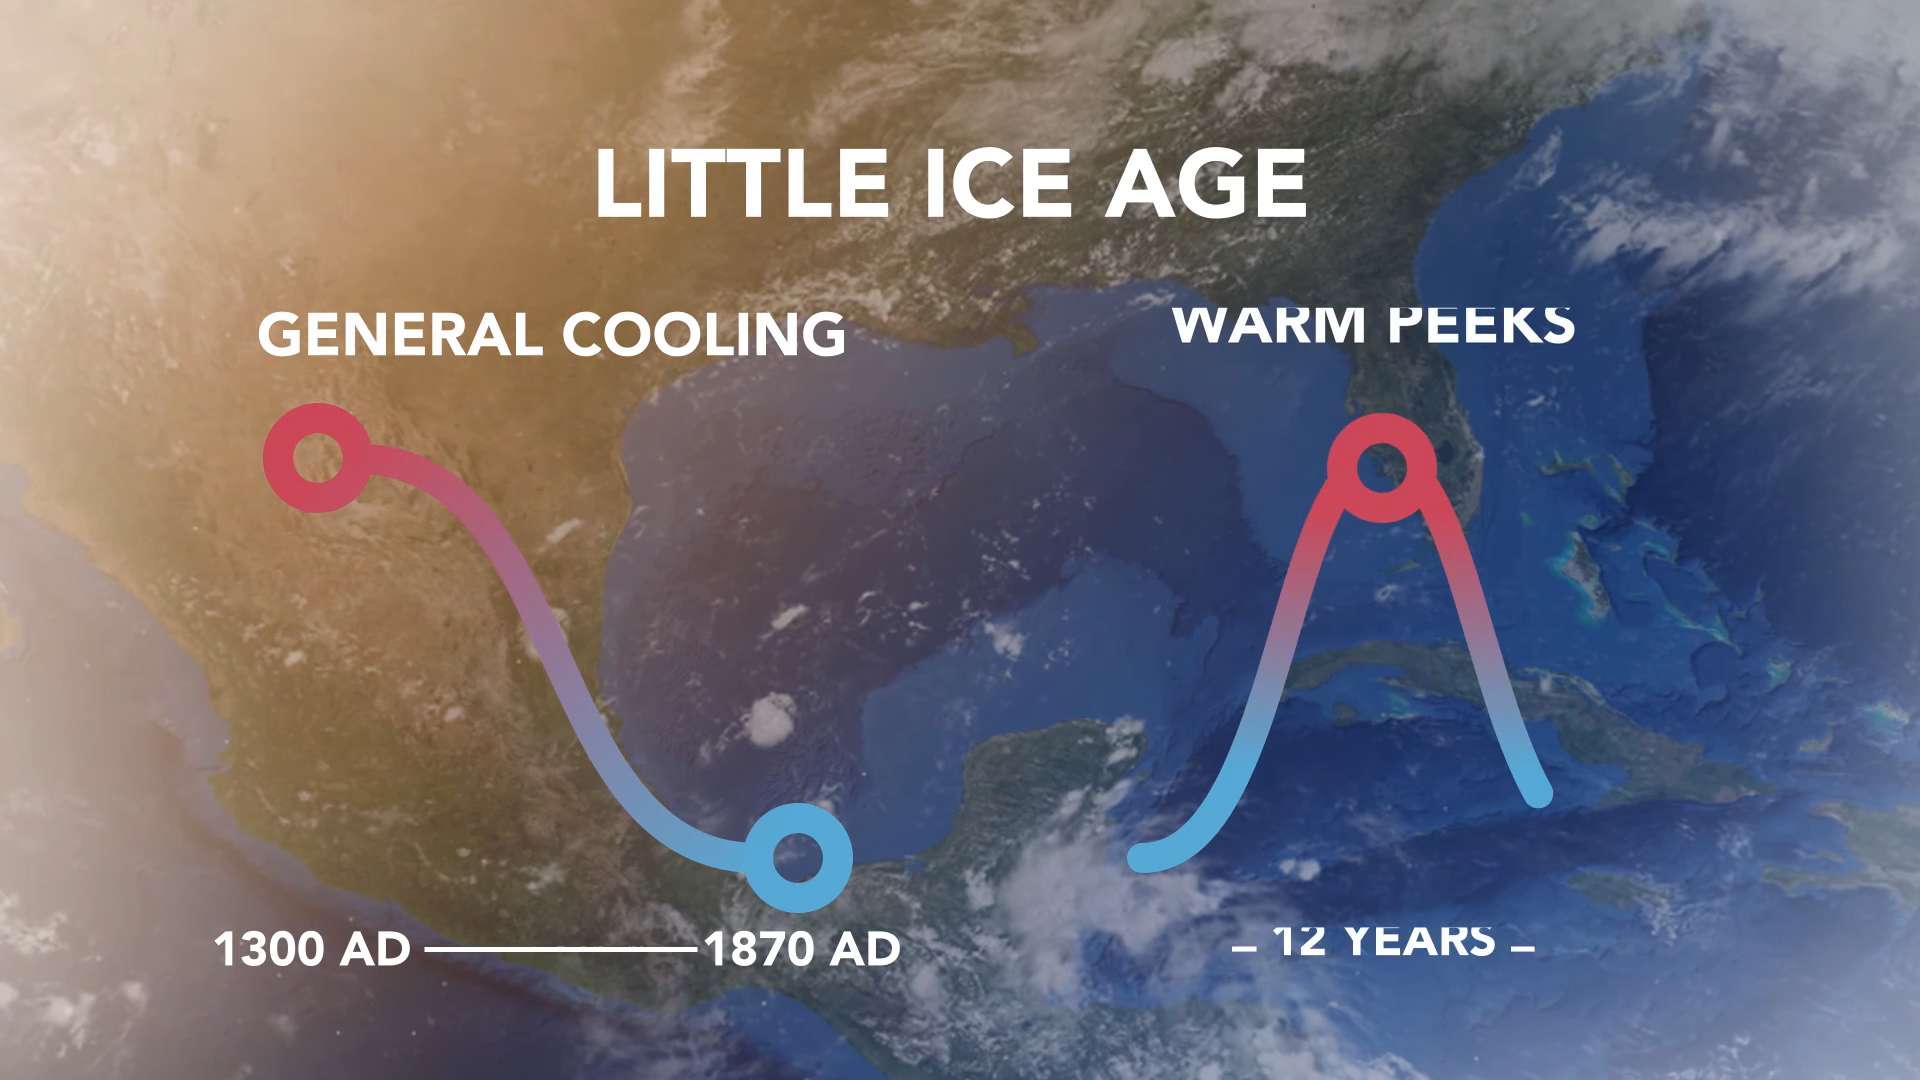 LITTLE ICE AGE
GENERAL COOLING
WARM PEEKS
1300 AD
1870 AD
12 YEARS